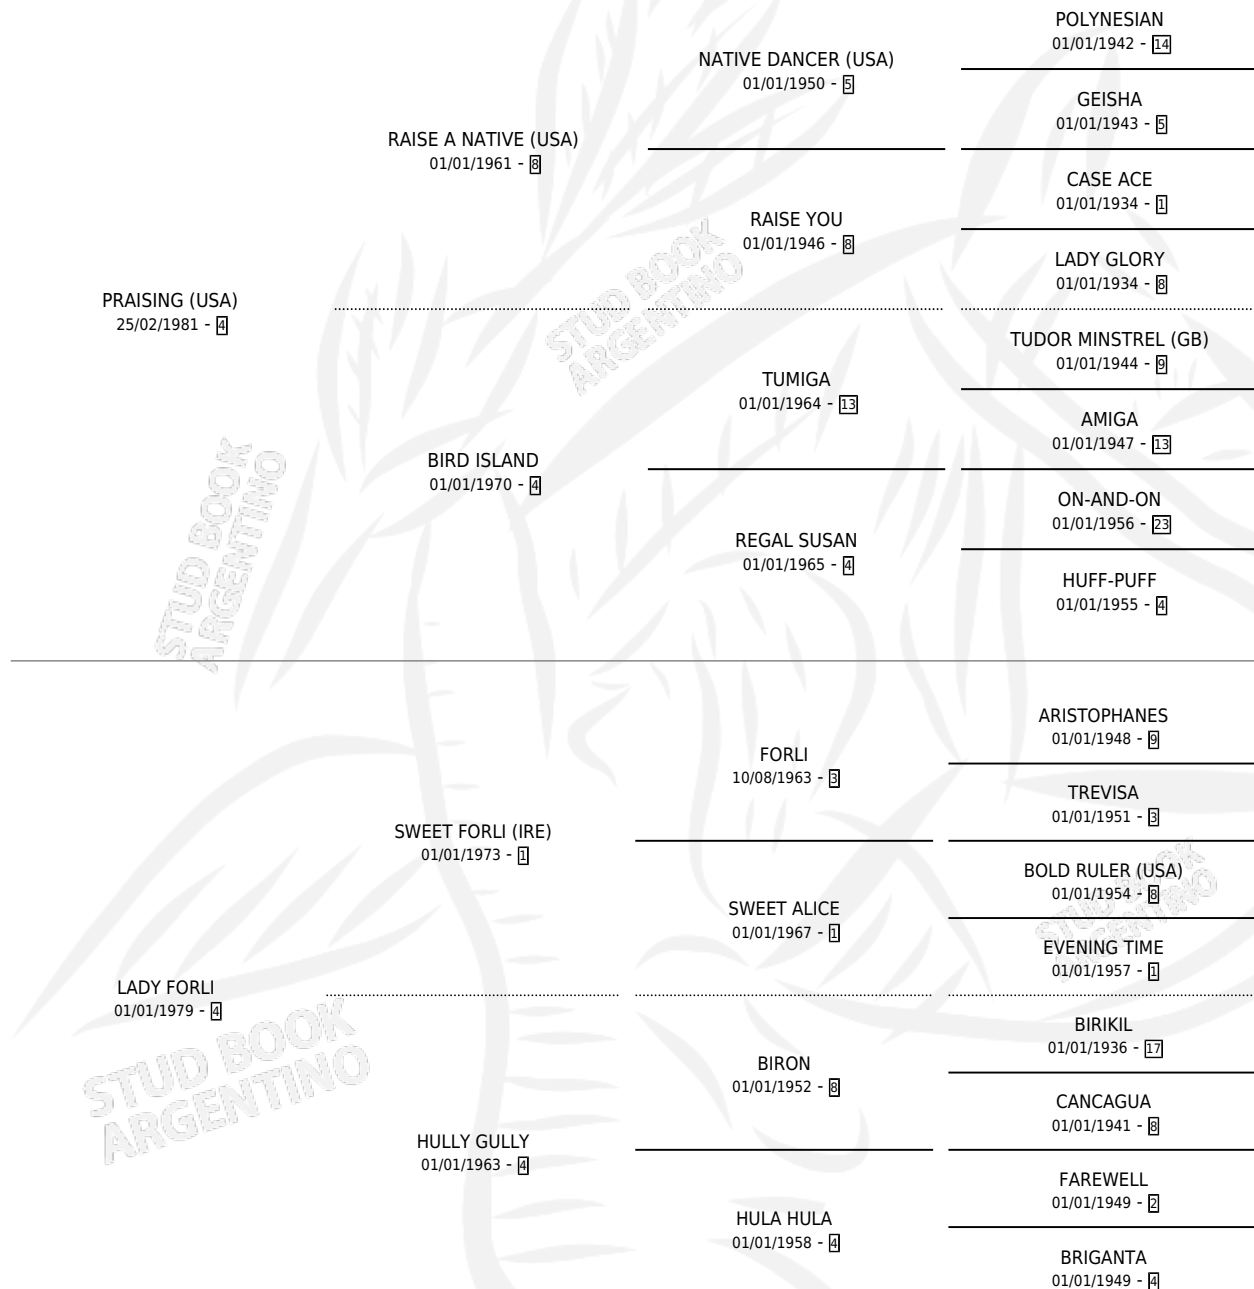 POLYNESIAN
01/01/1942 - 14
NATIVE DANCER (USA)
01/01/1950 - 5
GEISHA
01/01/1943 - 5
RAISE A NATIVE (USA)
01/01/1961 - 8
CASE ACE
01/01/1934 - 1
RAISE YOU
01/01/1946 - 8
LADY GLORY
01/01/1934 - 8
PRAISING (USA)
25/02/1981 - 4
TUDOR MINSTREL (GB)
01/01/1944 - 9
TUMIGA
01/01/1964 - 13
AMIGA
01/01/1947 - 13
BIRD ISLAND
01/01/1970 - 4
ON-AND-ON
01/01/1956 - 23
REGAL SUSAN
01/01/1965 - 4
HUFF-PUFF
01/01/1955 - 4
ARISTOPHANES
01/01/1948 - 9
FORLI
10/08/1963 - 3
TREVISA
01/01/1951 - 3
SWEET FORLI (IRE)
01/01/1973 - 1
BOLD RULER (USA)
01/01/1954 - 8
SWEET ALICE
01/01/1967 - 1
EVENING TIME
01/01/1957 - 1
LADY FORLI
01/01/1979 - 4
BIRIKIL
01/01/1936 - 17
BIRON
01/01/1952 - 8
CANCAGUA
01/01/1941 - 8
HULLY GULLY
01/01/1963 - 4
FAREWELL
01/01/1949 - 2
HULA HULA
01/01/1958 - 4
BRIGANTA
01/01/1949 - 4
STUD BOOK
ARGENTINO
STUD BOOK
ARGENTINO
STUD BOOK
ARGENTINO
STUD BOOK
ARGENTINO